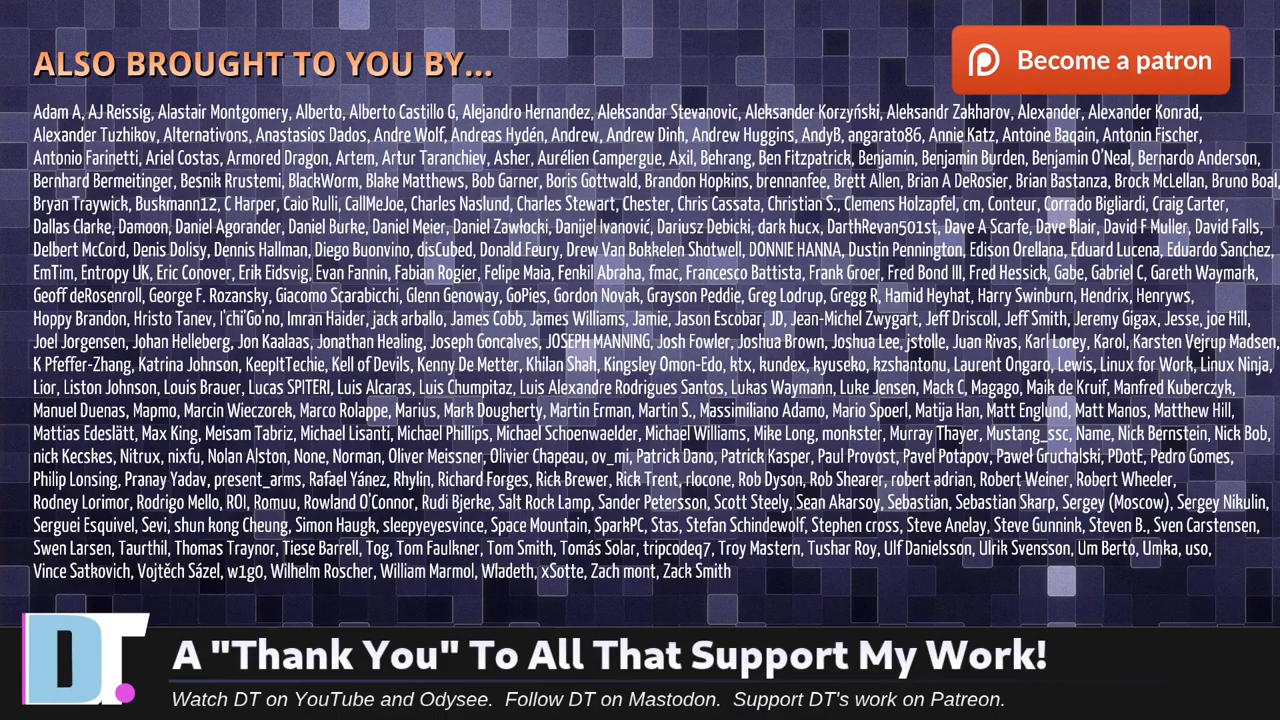 ALSO BROUGHT TO YOU BY...
Become a patron
Adam A, AJ Reissig, Alastair Montgomery, Alberto, Alberto Castillo G, Alejandro Hernandez, Aleksandar Stevanovic, Aleksander Korzyński, Aleksandr Zakharov, Alexander, Alexander Konrad,
Alexander Tuzhikov, Alternativons, Anastasios Dados, Andre Wolf, Andreas Hydén, Andrew, Andrew Dinh, Andrew Huggins, AndyB, angarato86, Annie Katz, Antoine Baqain, Antonin Fischer,
Antonio Farinetti, Ariel Costas, Armored Dragon, Artem, Artur Taranchiev, Asher, Aurélien Campergue, Axil, Behrang, Ben Fitzpatrick, Benjamin, Benjamin Burden, Benjamin O'Neal, Bernardo Anderson,
Bernhard Bermeitinger, Besnik Rrustemi, BlackWorm, Blake Matthews, Bob Garner, Boris Gottwald, Brandon Hopkins, brennanfee, Brett Allen, Brian A DeRosier, Brian Bastanza, Brock McLellan, Bruno Boal,
Bryan Traywick, Buskmann12, C Harper, Caio Rulli, CallMeJoe, Charles Naslund, Charles Stewart, Chester, Chris Cassata, Christian S., Clemens Holzapfel, cm, Conteur, Corrado Bigliardi, Craig Carter,
Dallas Clarke, Damoon, Daniel Agorander, Daniel Burke, Daniel Meier, Daniel Zawłocki, Danijel Ivanović, Dariusz Debicki, dark hucx, DarthRevan501st, Dave A Scarfe, Dave Blair, David F Muller, David Falls,
Delbert McCord, Denis Dolisy, Dennis Hallman, Diego Buonvino, disCubed, Donald Feury, Drew Van Bokkelen Shotwell, DONNIE HANNA, Dustin Pennington, Edison Orellana, Eduard Lucena, Eduardo Sanchez,
EmTim, Entropy UK, Eric Conover, Erik Eidsvig, Evan Fannin, Fabian Rogier, Felipe Maia, Fenkil Abraha, fmac, Francesco Battista, Frank Groer, Fred Bond III, Fred Hessick, Gabe, Gabriel C, Gareth Waymark,
Geoff deRosenroll, George F. Rozansky, Giacomo Scarabicchi, Glenn Genoway, GoPies, Gordon Novak, Grayson Peddie, Greg Lodrup, Gregg R, Hamid Heyhat, Harry Swinburn, Hendrix, Henryws,
Hoppy Brandon, Hristo Tanev, I'chi'Go'no, Imran Haider, jack arballo, James Cobb, James Williams, Jamie, Jason Escobar, JD, Jean-Michel Zwygart, Jeff Driscoll, Jeff Smith, Jeremy Gigax, Jesse, joe Hill,
Joel Jorgensen, Johan Helleberg, Jon Kaalaas, Jonathan Healing, Joseph Goncalves, JOSEPH MANNING, Josh Fowler, Joshua Brown, Joshua Lee, jstolle, Juan Rivas, Karl Lorey, Karol, Karsten Vejrup Madsen,
K Pfeffer-Zhang, Katrina Johnson, KeepItTechie, Kell of Devils, Kenny De Metter, Khilan Shah, Kingsley Omon-Edo, ktx, kundex, kyuseko, kzshantonu, Laurent Ongaro, Lewis, Linux for Work, Linux Ninja,
Lior, Liston Johnson, Louis Brauer, Lucas SPITERI, Luis Alcaras, Luis Chumpitaz, Luis Alexandre Rodrigues Santos, Lukas Waymann, Luke Jensen, Mack C, Magago, Maik de Kruif, Manfred Kuberczyk,
Manuel Duenas, Mapmo, Marcin Wieczorek, Marco Rolappe, Marius, Mark Dougherty, Martin Erman, Martin S., Massimiliano Adamo, Mario Spoerl, Matija Han, Matt Englund, Matt Manos, Matthew Hill,
Mattias Edeslätt, Max King, Meisam Tabriz, Michael Lisanti, Michael Phillips, Michael Schoenwaelder, Michael Williams, Mike Long, monkster, Murray Thayer, Mustang_ssc, Name, Nick Bernstein, Nick Bob,
nick Kecskes, Nitrux, nixfu, Nolan Alston, None, Norman, Oliver Meissner, Olivier Chapeau, ov_mi, Patrick Dano, Patrick Kasper, Paul Provost, Pavel Potapov, Paweł Gruchalski, PDotE, Pedro Gomes,
Philip Lonsing, Pranay Yadav, present_arms, Rafael Yánez, Rhylin, Richard Forges, Rick Brewer, Rick Trent, rlocone, Rob Dyson, Rob Shearer, robert adrian, Robert Weiner, Robert Wheeler,
Rodney Lorimor, Rodrigo Mello, ROI, Romuu, Rowland O'Connor, Rudi Bjerke, Salt Rock Lamp, Sander Petersson, Scott Steely, Sean Akarsoy, Sebastian, Sebastian Skarp, Sergey (Moscow), Sergey Nikulin,
Serguei Esquivel, Sevi, shun kong Cheung, Simon Haugk, sleepyeyesvince, Space Mountain, SparkPC, Stas, Stefan Schindewolf, Stephen cross, Steve Anelay, Steve Gunnink, Steven B., Sven Carstensen,
Swen Larsen, Taurthil, Thomas Traynor, Tiese Barrell, Tog, Tom Faulkner, Tom Smith, Tomás Solar, tripcodeq7, Troy Mastern, Tushar Roy, Ulf Danielsson, Ulrik Svensson, Um Berto, Umka, uso,
Vince Satkovich, Vojtěch Sázel, w1g0, Wilhelm Roscher, William Marmol, Wladeth, xSotte, Zach mont, Zack Smith
DT
A "Thank You" To All That Support My Work!
Watch DT on YouTube and Odysee. Follow DT on Mastodon. Support DT's work on Patreon.